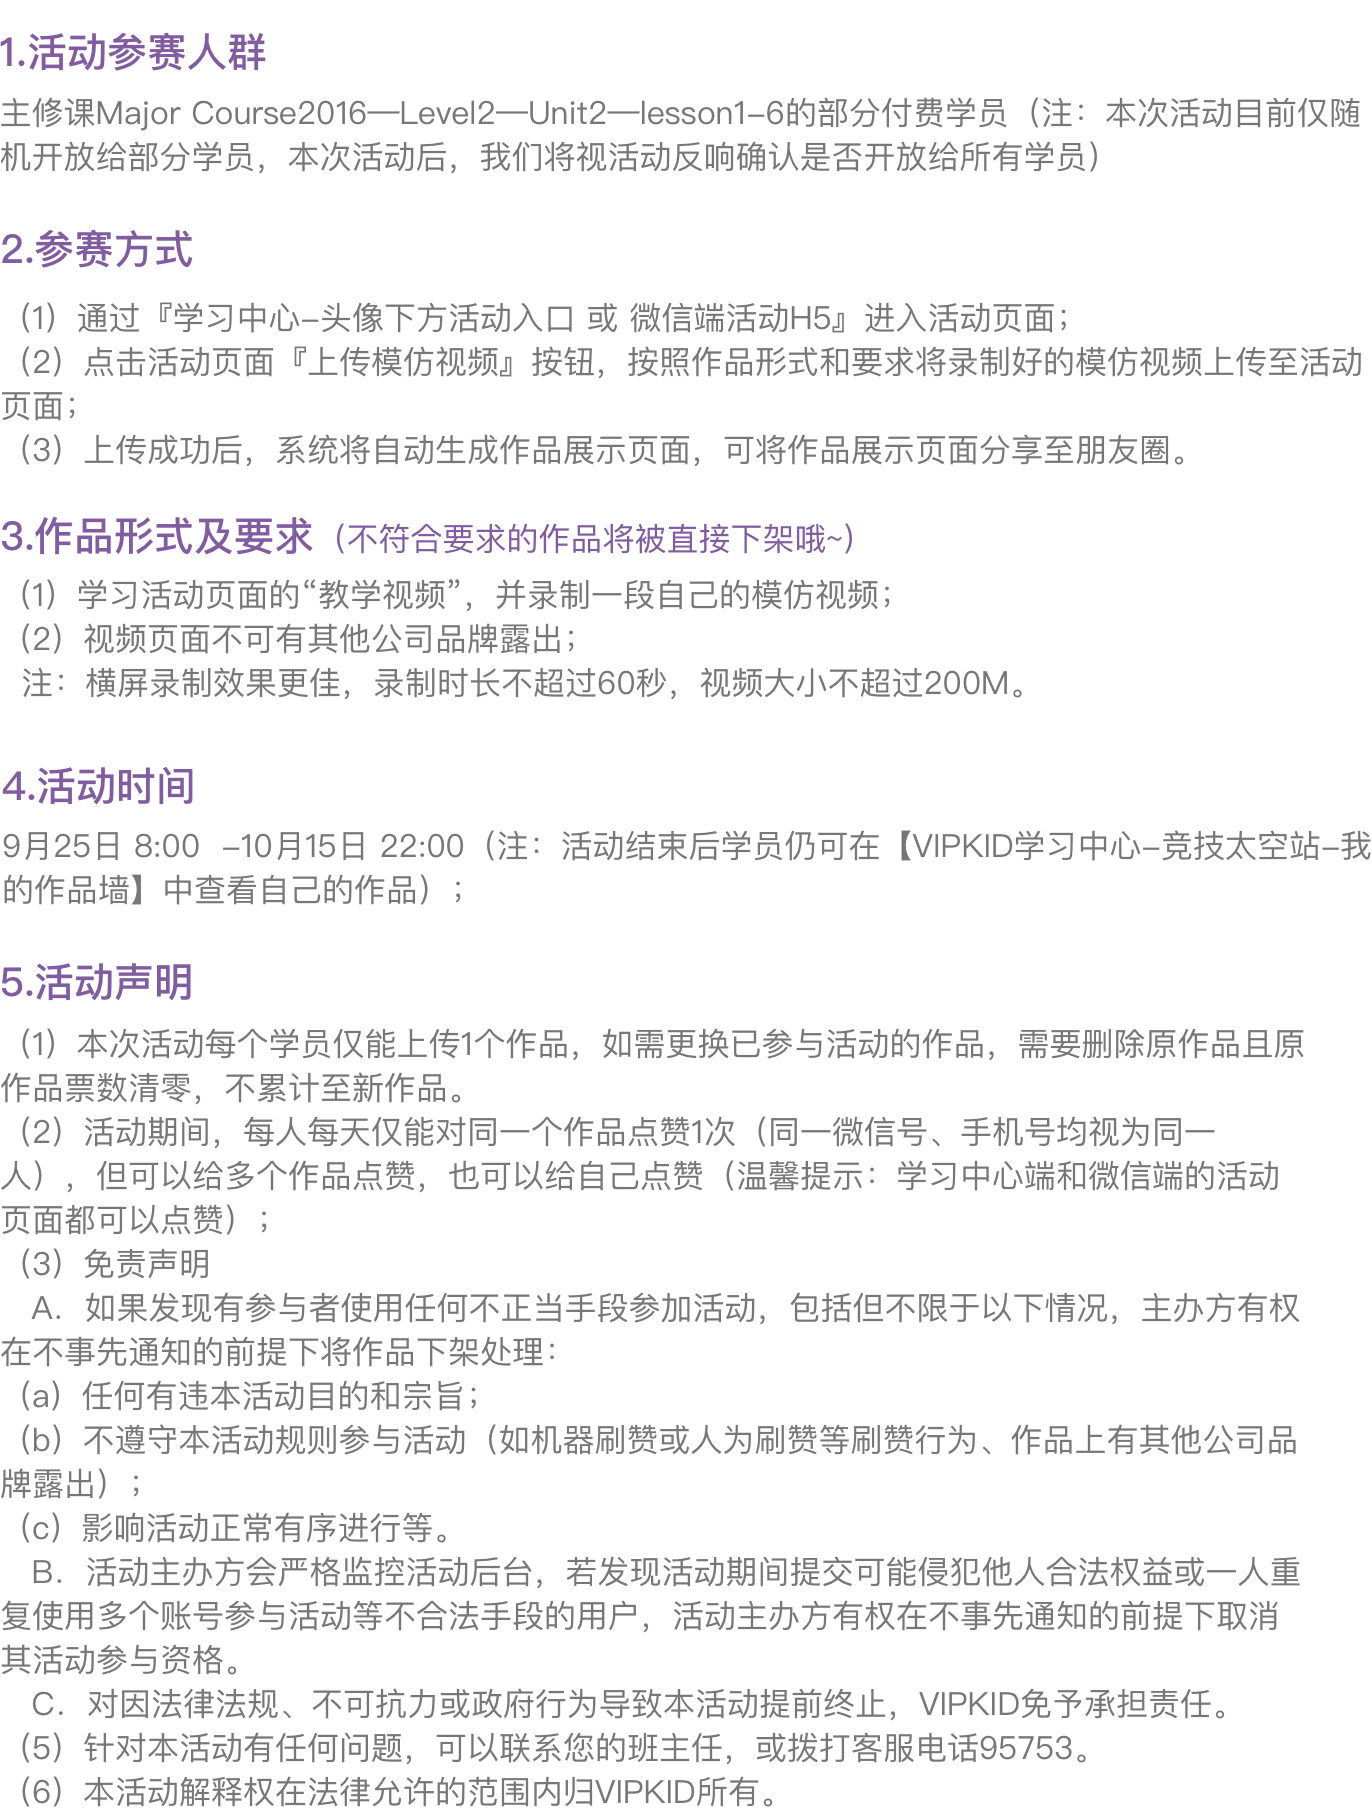 1.活动参赛人群
主修课Major Course2016—Level2—Unit2—lesson1-6的部分付费学员（注：本次活动目前仅随
机开放给部分学员，本次活动后，我们将视活动反响确认是否开放给所有学员）
2.参赛方式
（1）通过『学习中心-头像下方活动入口 或 微信端活动H5』进入活动页面；
（2）点击活动页面『上传模仿视频』按钮，按照作品形式和要求将录制好的模仿视频上传至活动
页面；
（3）上传成功后，系统将自动生成作品展示页面，可将作品展示页面分享至朋友圈。
3.作品形式及要求（不符合要求的作品将被直接下架哦~）
（1）学习活动页面的“教学视频”，并录制一段自己的模仿视频；
（2）视频页面不可有其他公司品牌露出；
注：横屏录制效果更佳，录制时长不超过60秒，视频大小不超过200M。
4.活动时间
9月25日 8:00 -10月15日 22:00（注：活动结束后学员仍可在【VIPKID学习中心-竞技太空站-我
的作品墙】中查看自己的作品）；
5.活动声明
（1）本次活动每个学员仅能上传1个作品，如需更换已参与活动的作品，需要删除原作品且原
作品票数清零，不累计至新作品。
（2）活动期间，每人每天仅能对同一个作品点赞1次（同一微信号、手机号均视为同一
人），但可以给多个作品点赞，也可以给自己点赞（温馨提示：学习中心端和微信端的活动
页面都可以点赞）；
（3）免责声明
A. 如果发现有参与者使用任何不正当手段参加活动，包括但不限于以下情况，主办方有权
在不事先通知的前提下将作品下架处理：
（a）任何有违本活动目的和宗旨；
（b）不遵守本活动规则参与活动（如机器刷赞或人为刷赞等刷赞行为、作品上有其他公司品
牌露出）；
（c）影响活动正常有序进行等。
B. 活动主办方会严格监控活动后台，若发现活动期间提交可能侵犯他人合法权益或一人重
复使用多个账号参与活动等不合法手段的用户，活动主办方有权在不事先通知的前提下取消
其活动参与资格。
C. 对因法律法规、不可抗力或政府行为导致本活动提前终止，VIPKID免予承担责任。
（5）针对本活动有任何问题，可以联系您的班主任，或拨打客服电话95753。
（6）本活动解释权在法律允许的范围内归VIPKID所有。